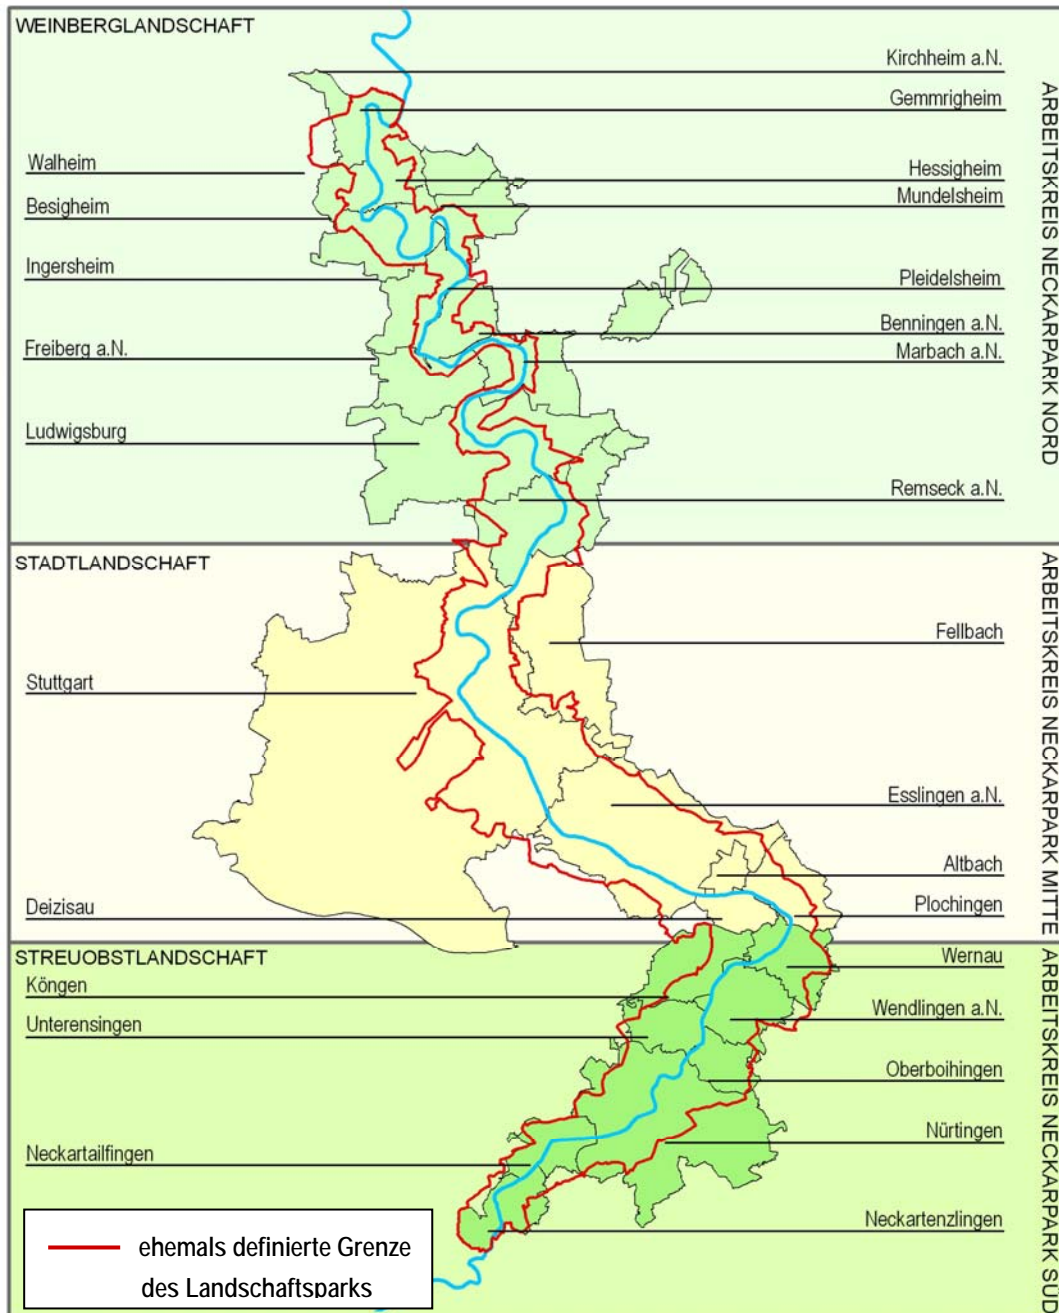 WEINBERGLANDSCHAFT
Kirchheim a.N.
Gemmrigheim
Walheim
Hessigheim
Besigheim
Mundelsheim
Ingersheim
Pleidelsheim
Benningen a.N.
Freiberg a.N.
Marbach a.N.
Ludwigsburg
Remseck a.N.
ARBEITSKREIS NECKARPARK NORD
STADTLANDSCHAFT
Fellbach
Stuttgart
Esslingen a.N.
Altbach
Deizisau
Plochingen
ARBEITSKREIS NECKARPARK MITTE
STREUOBSTLANDSCHAFT
Wernau
Köngen
Wendlingen a.N.
Unterensingen
Oberboihingen
Nürtingen
Neckartailfingen
Neckartenzlingen
ARBEITSKREIS NECKARPARK SÜD
ehemals definierte Grenze
des Landschaftsparks